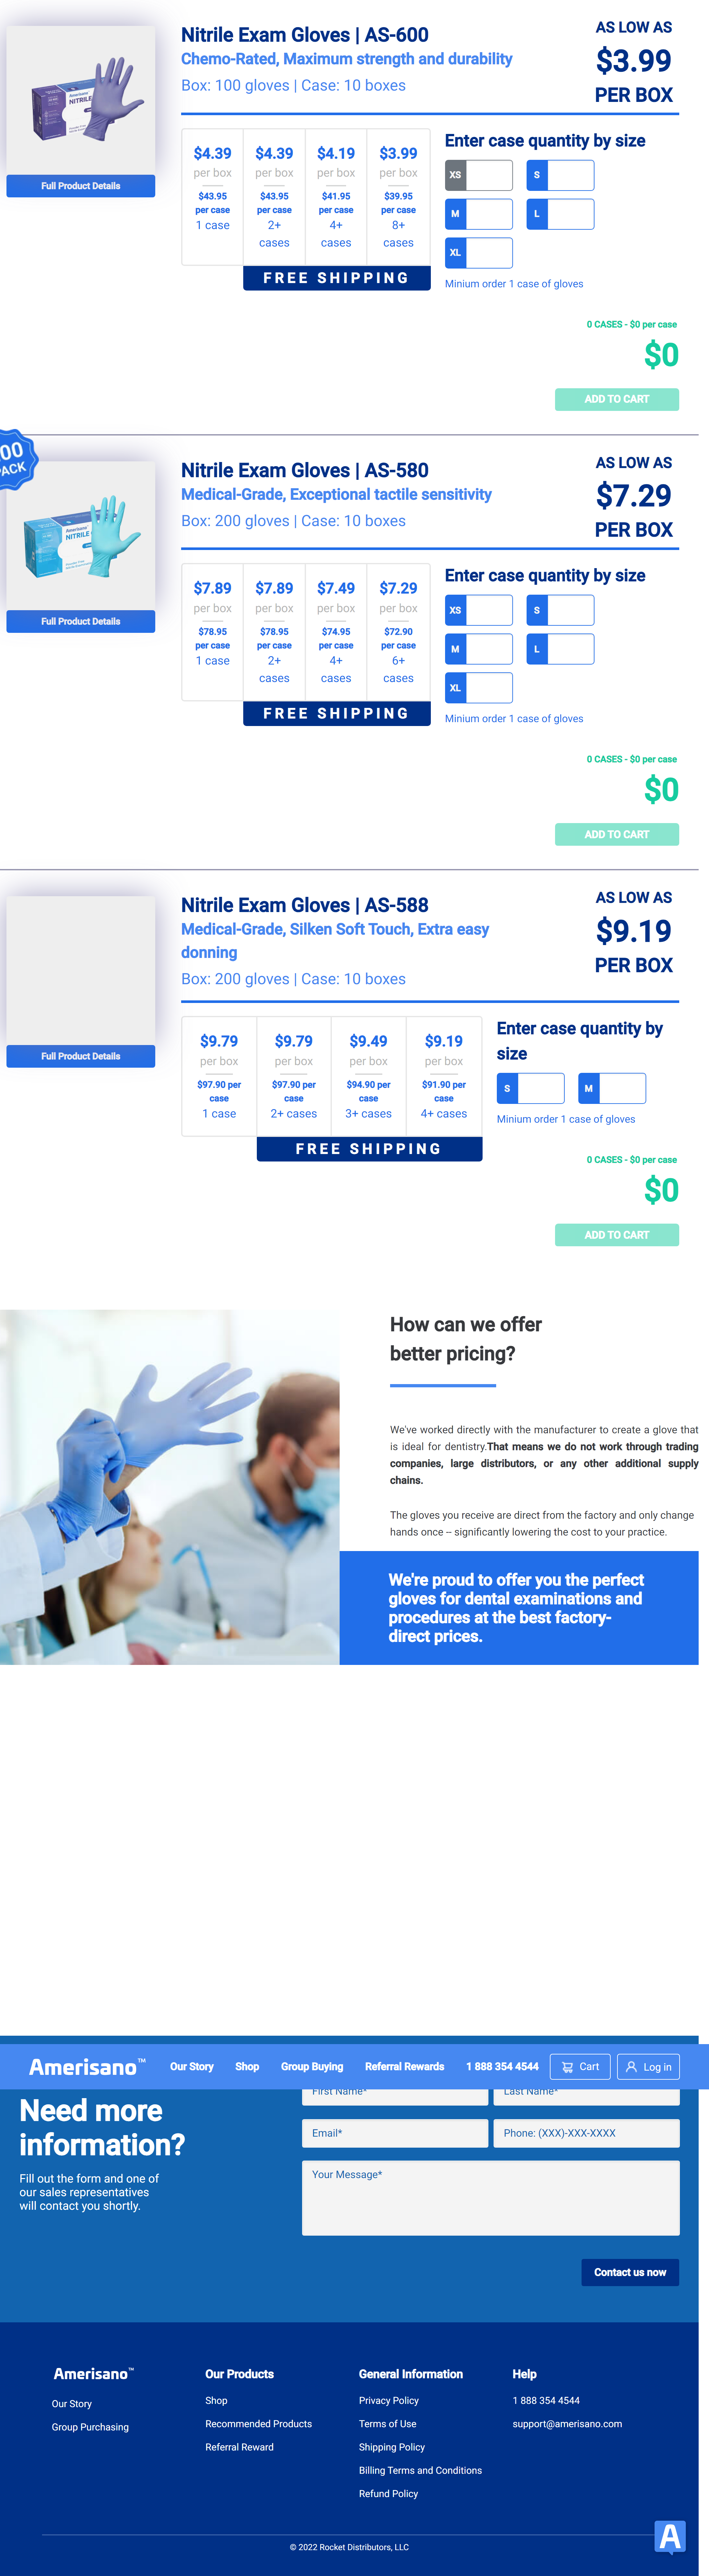 Nitrile Exam Gloves | AS-600
Chemo-Rated, Maximum strength and durability
Box: 100 gloves | Case: 10 boxes
AS LOW AS
$3.99
PER BOX
Amerisano
NITRILE
Full Product Details
$4.39 $4.39 $4.19 $3.99
per box per box per box per box
$43.95 $43.95 $41.95 $39.95
per case per case per case per case
1 case 2+ 4+ 8+
cases cases cases
FREE SHIPPING
Enter case quantity by size
XS S
M L
XL
Minium order 1 case of gloves
0 CASES - $0 per case
$0
ADD TO CART
00
PACK
Nitrile Exam Gloves | AS-580
Medical-Grade, Exceptional tactile sensitivity
Box: 200 gloves | Case: 10 boxes
AS LOW AS
$7.29
PER BOX
Amerisano
NITRILE
Full Product Details
$7.89 $7.89 $7.49 $7.29
per box per box per box per box
$78.95 $78.95 $74.95 $72.90
per case per case per case per case
1 case 2+ 4+ 6+
cases cases cases
FREE SHIPPING
Enter case quantity by size
XS S
M L
XL
Minium order 1 case of gloves
0 CASES - $0 per case
$0
ADD TO CART
Nitrile Exam Gloves | AS-588
Medical-Grade, Silken Soft Touch, Extra easy
donning
Box: 200 gloves | Case: 10 boxes
AS LOW AS
$9.19
PER BOX
Full Product Details
$9.79 $9.79 $9.49 $9.19
per box per box per box per box
$97.90 per $97.90 per $94.90 per $91.90 per
case case case case
1 case 2+ cases 3+ cases 4+ cases
FREE SHIPPING
Enter case quantity by
size
S M
Minium order 1 case of gloves
0 CASES - $0 per case
$0
ADD TO CART
How can we offer
better pricing?
We've worked directly with the manufacturer to create a glove that
is ideal for dentistry.That means we do not work through trading
companies, large distributors, or any other additional supply
chains.
The gloves you receive are direct from the factory and only change
hands once – significantly lowering the cost to your practice.
We're proud to offer you the perfect
gloves for dental examinations and
procedures at the best factory-
direct prices.
Amerisano™ Our Story Shop Group Buying Referral Rewards 1 888 354 4544 Cart Log in
First Name* Last Name*
Need more
information?
Fill out the form and one of
our sales representatives
will contact you shortly.
Email* Phone: (XXX)-XXX-XXXX
Your Message*
Contact us now
Amerisano™
Our Story
Group Purchasing
Our Products
Shop
Recommended Products
Referral Reward
General Information
Privacy Policy
Terms of Use
Shipping Policy
Billing Terms and Conditions
Refund Policy
Help
1 888 354 4544
support@amerisano.com
© 2022 Rocket Distributors, LLC
A